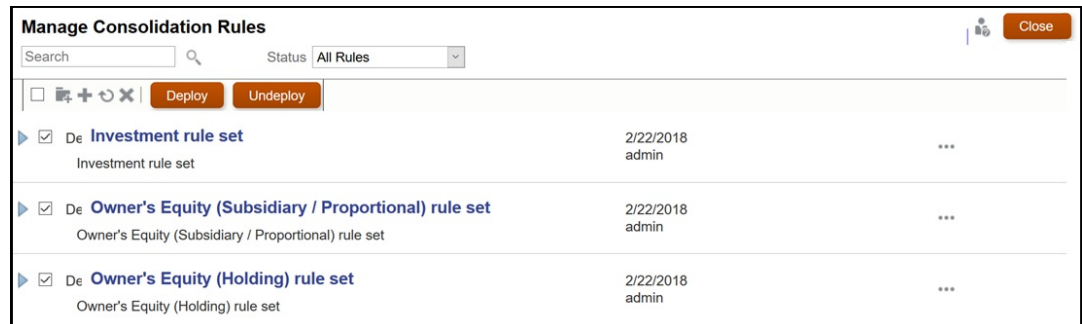 Manage Consolidation Rules
Close
Search
Status All Rules
Deploy Undeploy
De Investment rule set
2/22/2018
Investment rule set
admin
De Owner's Equity (Subsidiary / Proportional) rule set
2/22/2018
Owner's Equity (Subsidiary / Proportional) rule set
admin
De Owner's Equity (Holding) rule set
2/22/2018
Owner's Equity (Holding) rule set
admin